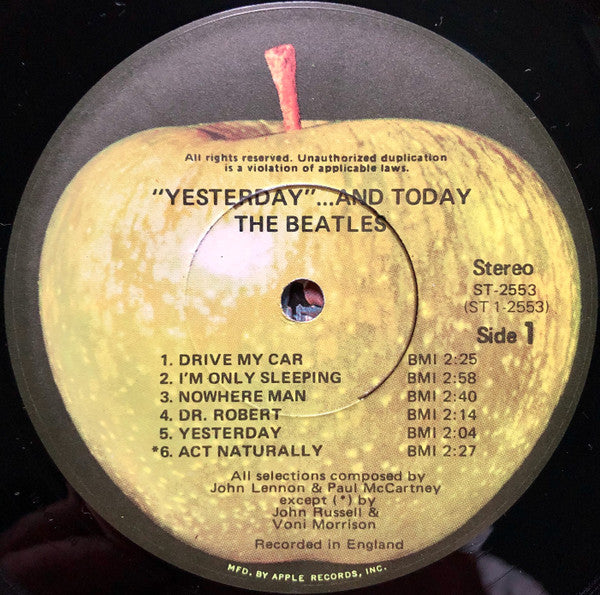 All rights reserved. Unauthorized duplication
is a violation of applicable laws.
"YESTERDAY"...AND TODAY
THE BEATLES
Stereo
ST-2553
(ST 1-2553)
Side 1
1. DRIVE MY CAR BMI 2:25
2. I'M ONLY SLEEPING BMI 2:58
3. NOWHERE MAN BMI 2:40
4. DR. ROBERT BMI 2:14
5. YESTERDAY BMI 2:04
*6. ACT NATURALLY BMI 2:27
All selections composed by
John Lennon & Paul McCartney
except (*) by
John Russell &
Voni Morrison
Recorded in England
MFD. BY APPLE RECORDS, INC.